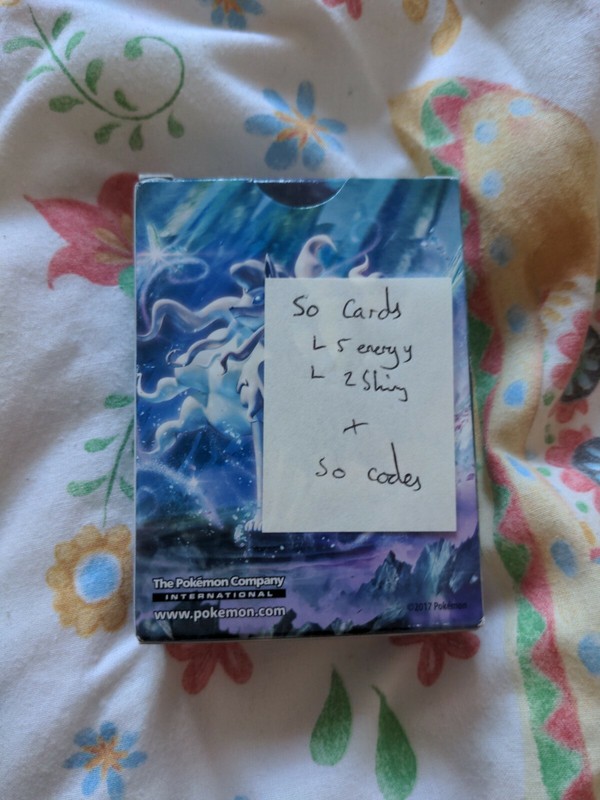 50 Cards
L 5 energy
L 2 Shiny
+
50 codes
The Pokémon Company
INTERNATIONAL
www.pokemon.com
©2017 Pokémon